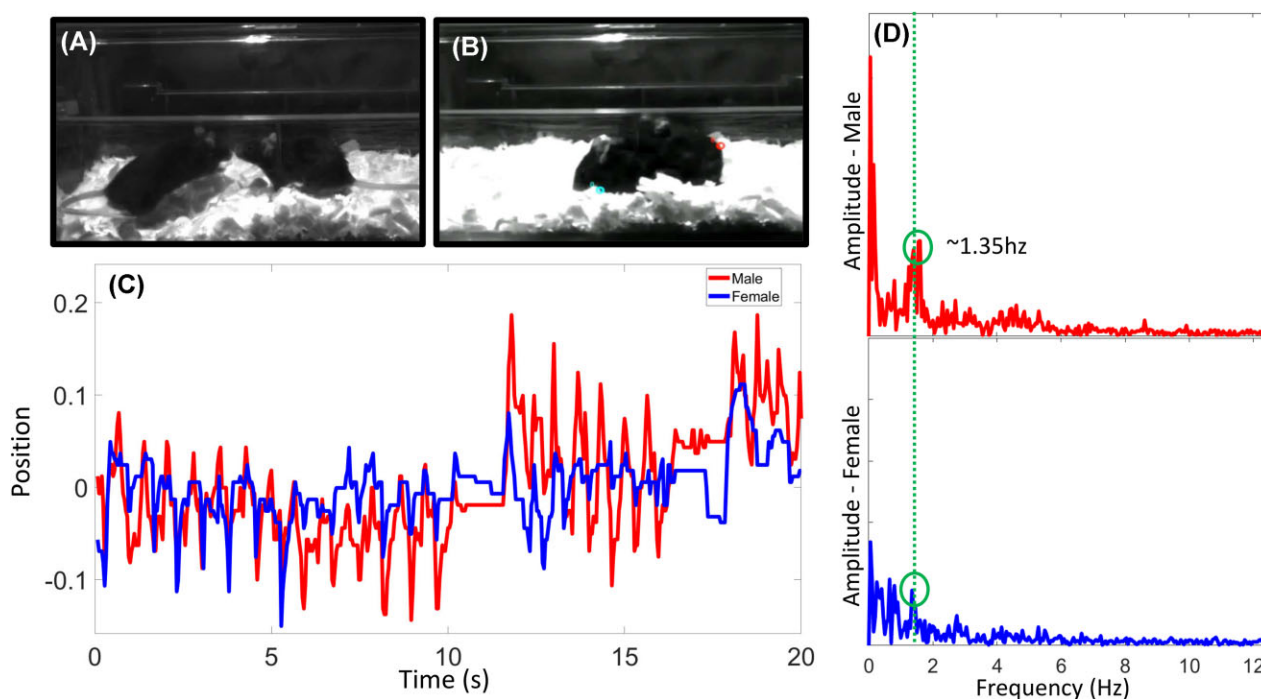 (A)
(B)
(C)
Male
Female
0.2
0.1
0
-0.1
Position
0
5
10
15
20
Time (s)
(D)
~1.35hz
Amplitude - Male
Amplitude - Female
0
2
4
6
8
10
12
Frequency (Hz)